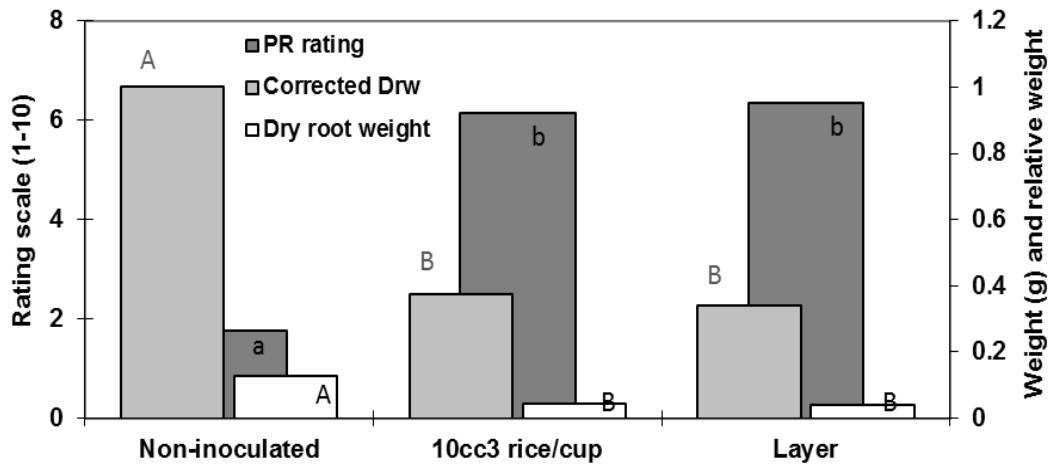 8
6
4
2
0
Rating scale (1-10)
PR rating
Corrected Drw
Dry root weight
A
a
A
B
b
B
B
b
B
Non-inoculated
10cc3 rice/cup
Layer
1.2
1
0.8
0.6
0.4
0.2
0
Weight (g) and relative weight